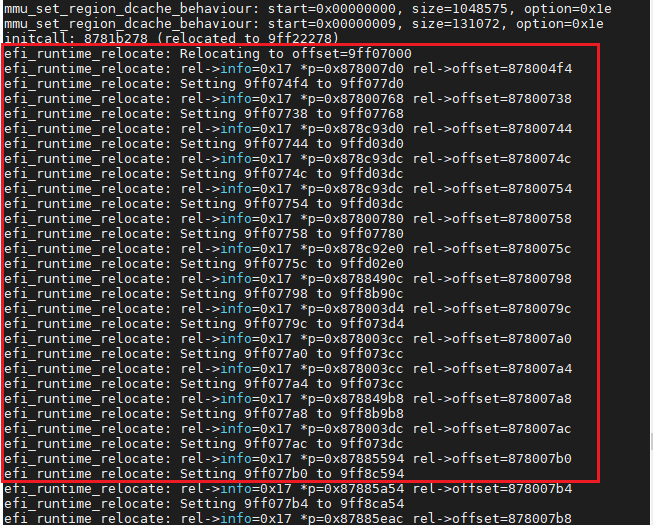 mmu_set_region_dcache_behaviour: start=0x00000000, size=1048575, option=0x1e
mmu_set_region_dcache_behaviour: start=0x00000009, size=131072, option=0x1e
initcall: 8781b278 (relocated to 9ff22278)
efi_runtime_relocate: Relocating to offset=9ff07000
efi_runtime_relocate: rel->info=0x17 *p=0x878007d0 rel->offset=878004f4
efi_runtime_relocate: Setting 9ff074f4 to 9ff077d0
efi_runtime_relocate: rel->info=0x17 *p=0x87800768 rel->offset=87800738
efi_runtime_relocate: Setting 9ff07738 to 9ff07768
efi_runtime_relocate: rel->info=0x17 *p=0x878c93d0 rel->offset=87800744
efi_runtime_relocate: Setting 9ff07744 to 9ffd03d0
efi_runtime_relocate: rel->info=0x17 *p=0x878c93dc rel->offset=8780074c
efi_runtime_relocate: Setting 9ff0774c to 9ffd03dc
efi_runtime_relocate: rel->info=0x17 *p=0x878c93dc rel->offset=87800754
efi_runtime_relocate: Setting 9ff07754 to 9ffd03dc
efi_runtime_relocate: rel->info=0x17 *p=0x87800780 rel->offset=87800758
efi_runtime_relocate: Setting 9ff07758 to 9ff07780
efi_runtime_relocate: rel->info=0x17 *p=0x878c92e0 rel->offset=8780075c
efi_runtime_relocate: Setting 9ff0775c to 9ffd02e0
efi_runtime_relocate: rel->info=0x17 *p=0x8788490c rel->offset=87800798
efi_runtime_relocate: Setting 9ff07798 to 9ff8b90c
efi_runtime_relocate: rel->info=0x17 *p=0x878003d4 rel->offset=8780079c
efi_runtime_relocate: Setting 9ff0779c to 9ff073d4
efi_runtime_relocate: rel->info=0x17 *p=0x878003cc rel->offset=878007a0
efi_runtime_relocate: Setting 9ff077a0 to 9ff073cc
efi_runtime_relocate: rel->info=0x17 *p=0x878003cc rel->offset=878007a4
efi_runtime_relocate: Setting 9ff077a4 to 9ff073cc
efi_runtime_relocate: rel->info=0x17 *p=0x878849b8 rel->offset=878007a8
efi_runtime_relocate: Setting 9ff077a8 to 9ff8b9b8
efi_runtime_relocate: rel->info=0x17 *p=0x878003dc rel->offset=878007ac
efi_runtime_relocate: Setting 9ff077ac to 9ff073dc
efi_runtime_relocate: rel->info=0x17 *p=0x87885594 rel->offset=878007b0
efi_runtime_relocate: Setting 9ff077b0 to 9ff8c594
efi_runtime_relocate: rel->info=0x17 *p=0x87885a54 rel->offset=878007b4
efi_runtime_relocate: Setting 9ff077b4 to 9ff8ca54
efi_runtime_relocate: rel->info=0x17 *p=0x87885eac rel->offset=878007b8